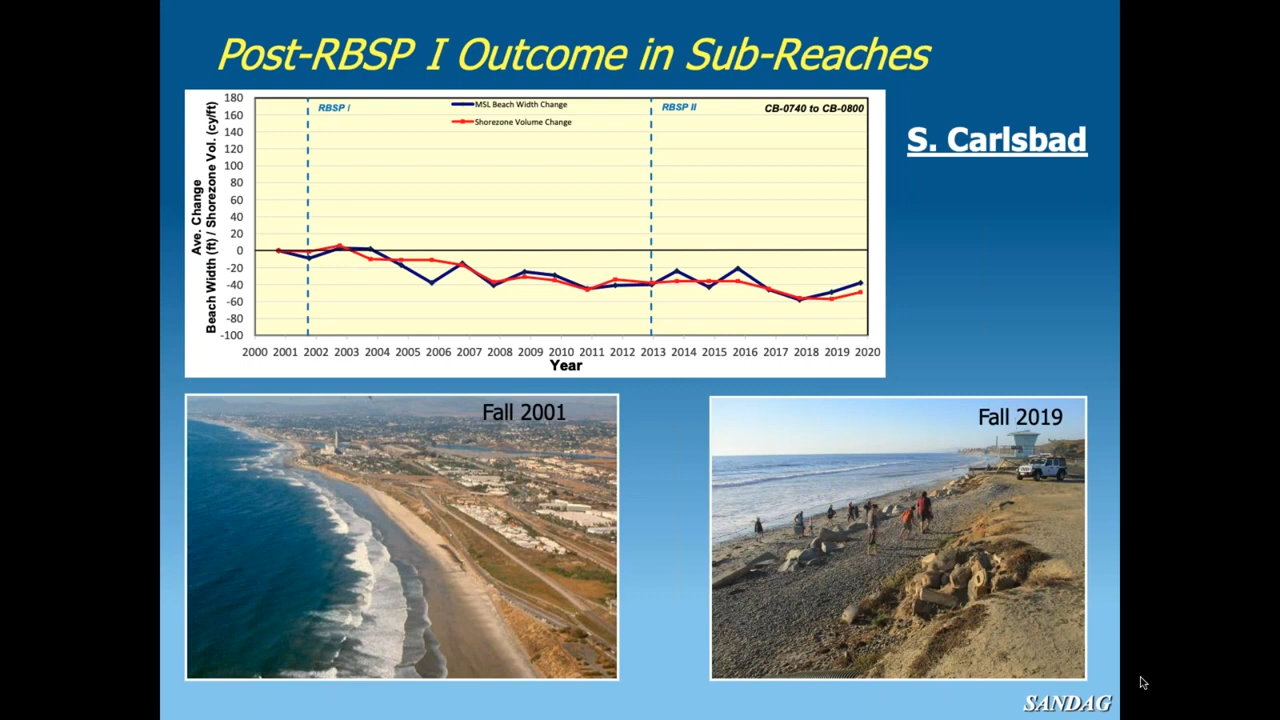 Post-RBSP I Outcome in Sub-Reaches
S. Carlsbad
Ave. Change
Beach Width (ft) / Shorezone Vol. (cy/ft)
180
160
140
120
100
80
60
40
20
0
-20
-40
-60
-80
-100
RBSP I
MSL Beach Width Change
Shorezone Volume Change
RBSP II
CB-0740 to CB-0800
2000 2001 2002 2003 2004 2005 2006 2007 2008 2009 2010 2011 2012 2013 2014 2015 2016 2017 2018 2019 2020
Year
Fall 2001
Fall 2019
SANDAG